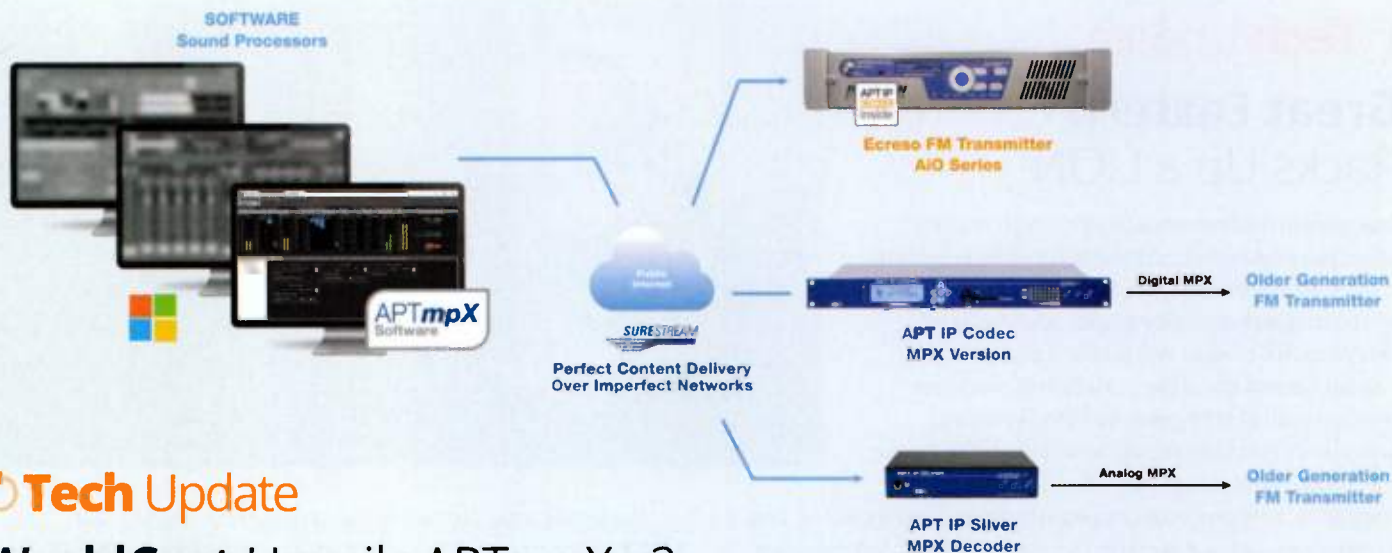 SOFTWARE
Sound Processors
APTmpX
Software
Public
Internet
SURESTREAM
Perfect Content Delivery
Over Imperfect Networks
APT IP
inside
Ecreso FM Transmitter
AiO Series
APT IP Codec
MPX Version
Digital MPX
Older Generation
FM Transmitter
APT IP Silver
MPX Decoder
Analog MPX
Older Generation
FM Transmitter
Tech Update